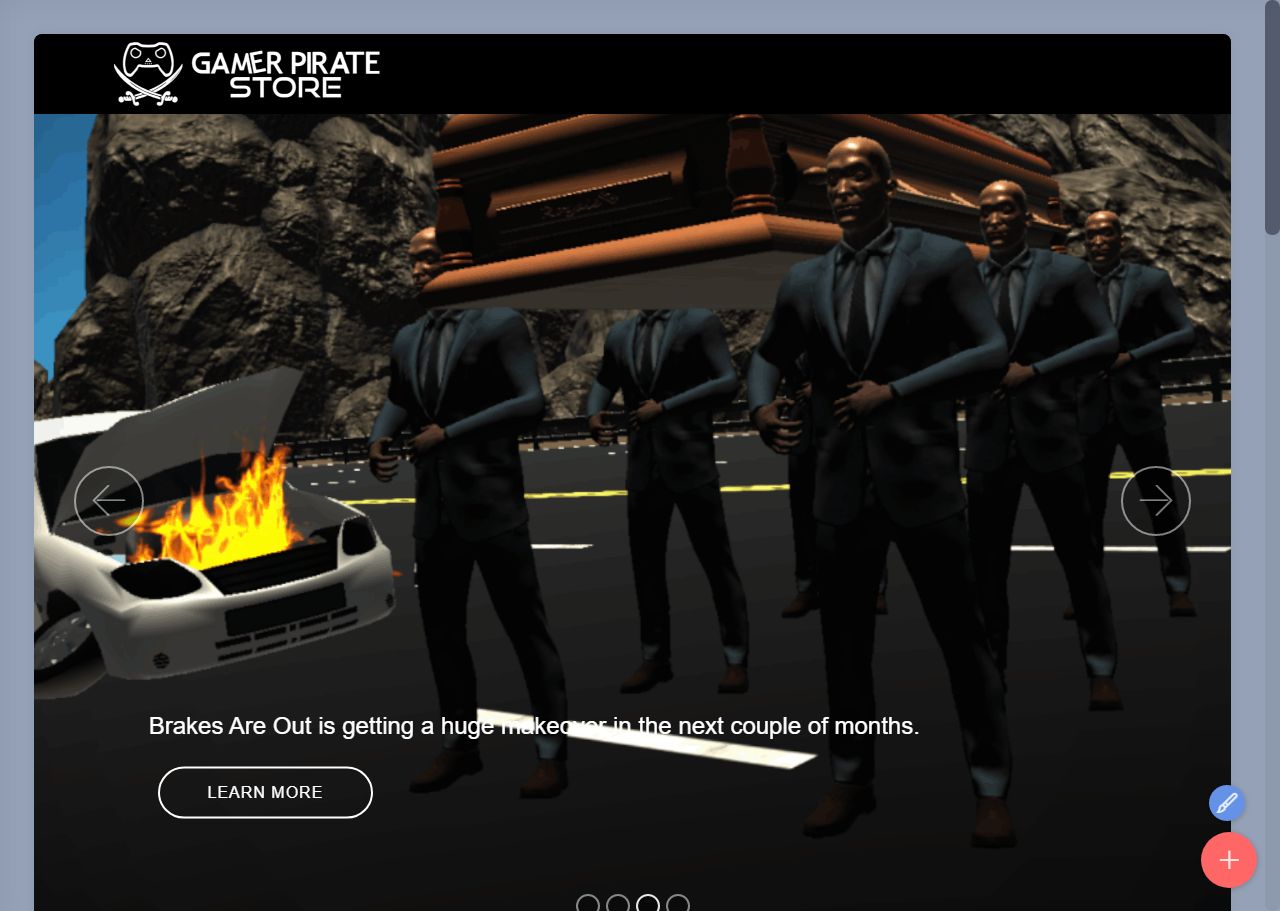 GAMER PIRATE
STORE
Brakes Are Out is getting a huge makeover in the next couple of months.
LEARN MORE